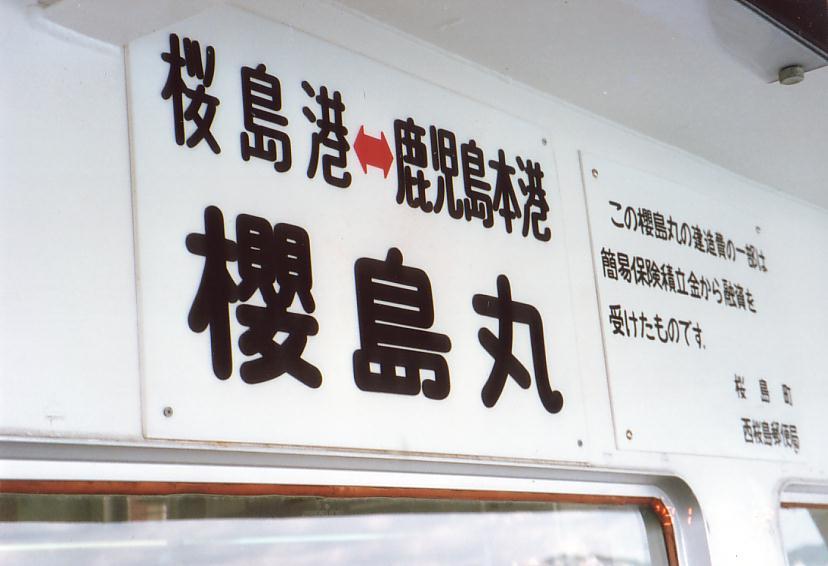 桜島港↔鹿児島本港
櫻島丸
この櫻島丸の建造費の一部は
簡易保険積立金から融資を
受けたものです。
桜島町
西桜島郵便局